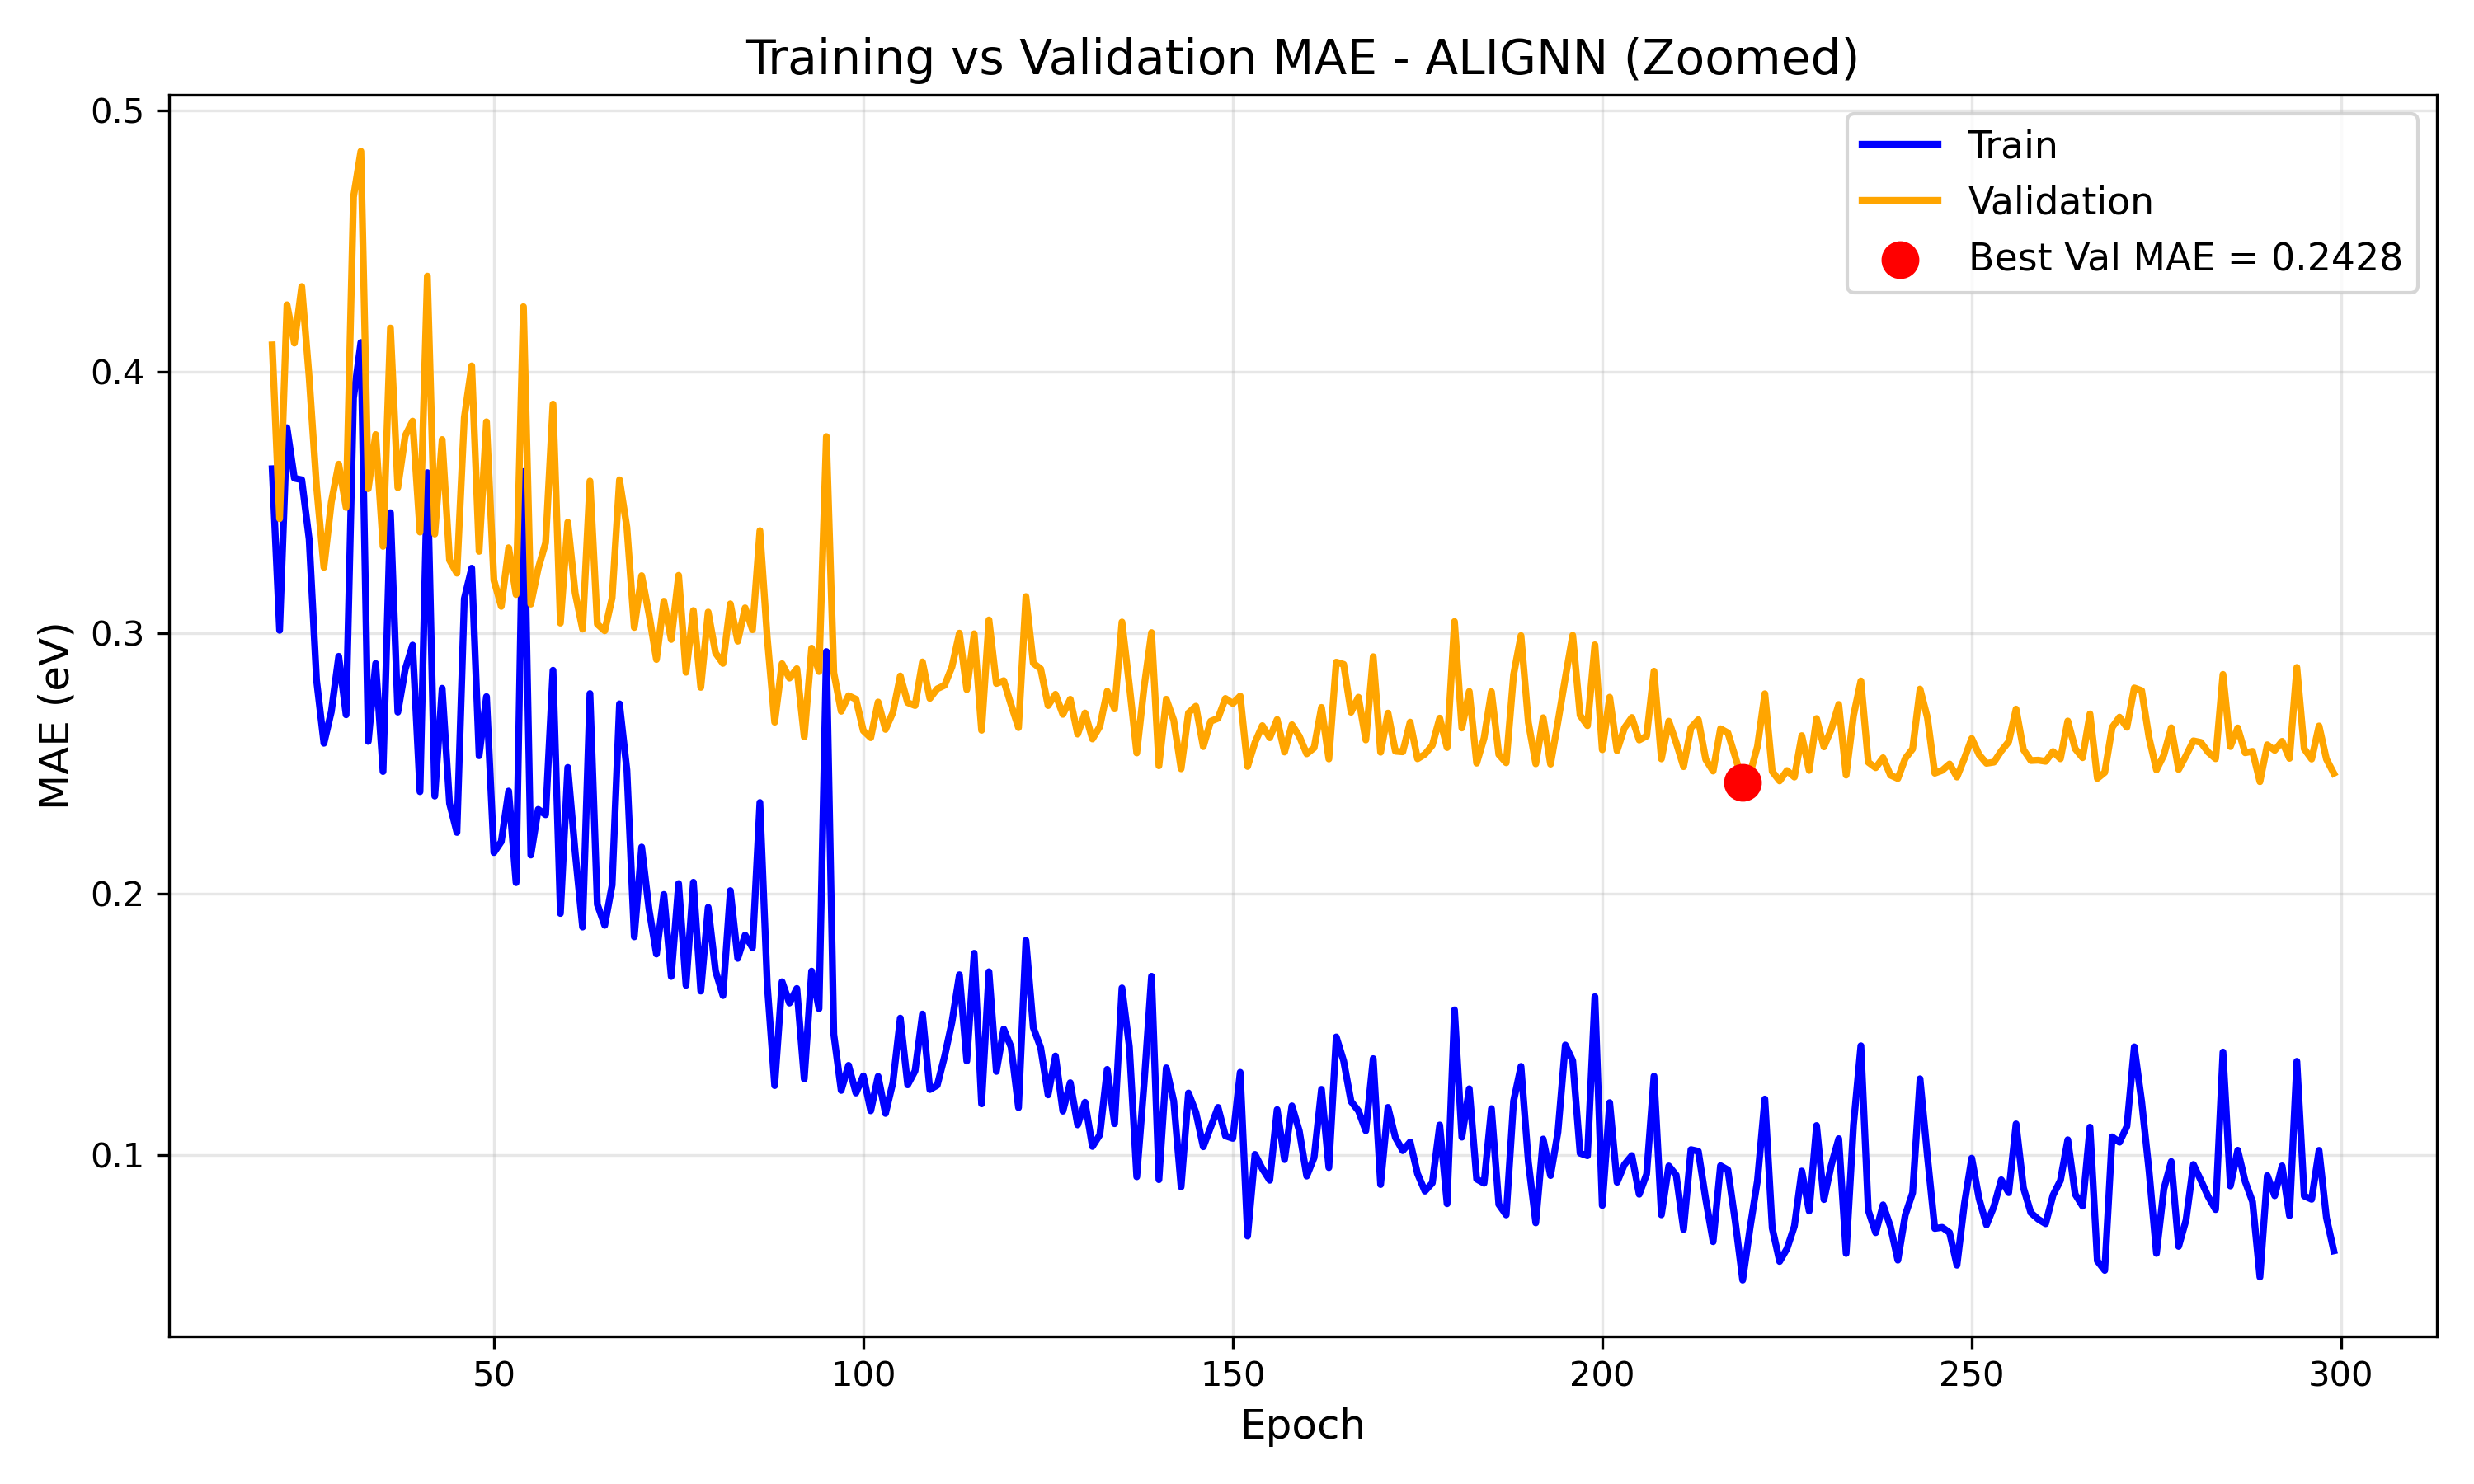 Training vs Validation MAE - ALIGNN (Zoomed)
Train
Validation
Best Val MAE = 0.2428
MAE (eV)
0.5
0.4
0.3
0.2
0.1
50 100 150 200 250 300
Epoch